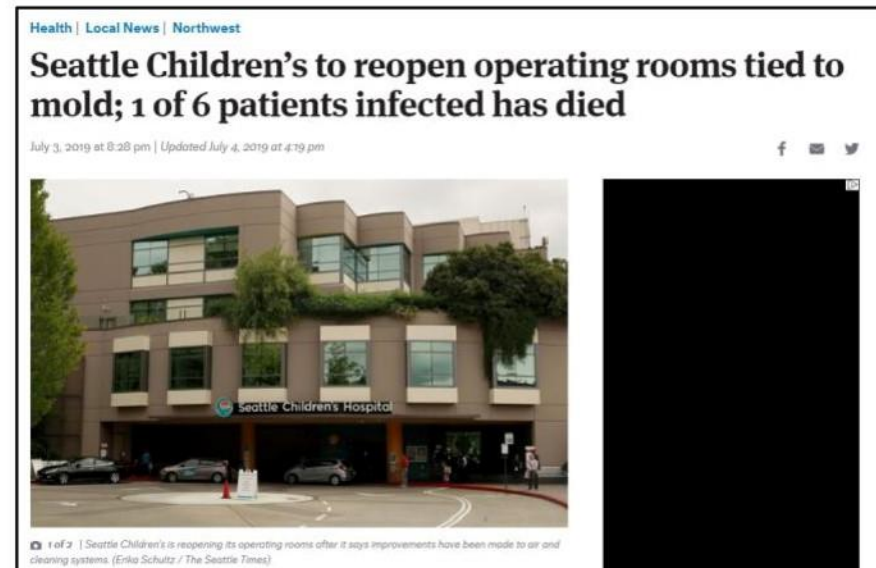 Health | Local News | Northwest
Seattle Children's to reopen operating rooms tied to
mold; 1 of 6 patients infected has died
July 3, 2019 at 8:28 pm | Updated July 4, 2019 at 4:19 pm
Seattle Children's Hospital
1 of 2 | Seattle Children's is reopening its operating rooms after it says improvements have been made to air and
cleaning systems. (Erika Schultz / The Seattle Times)